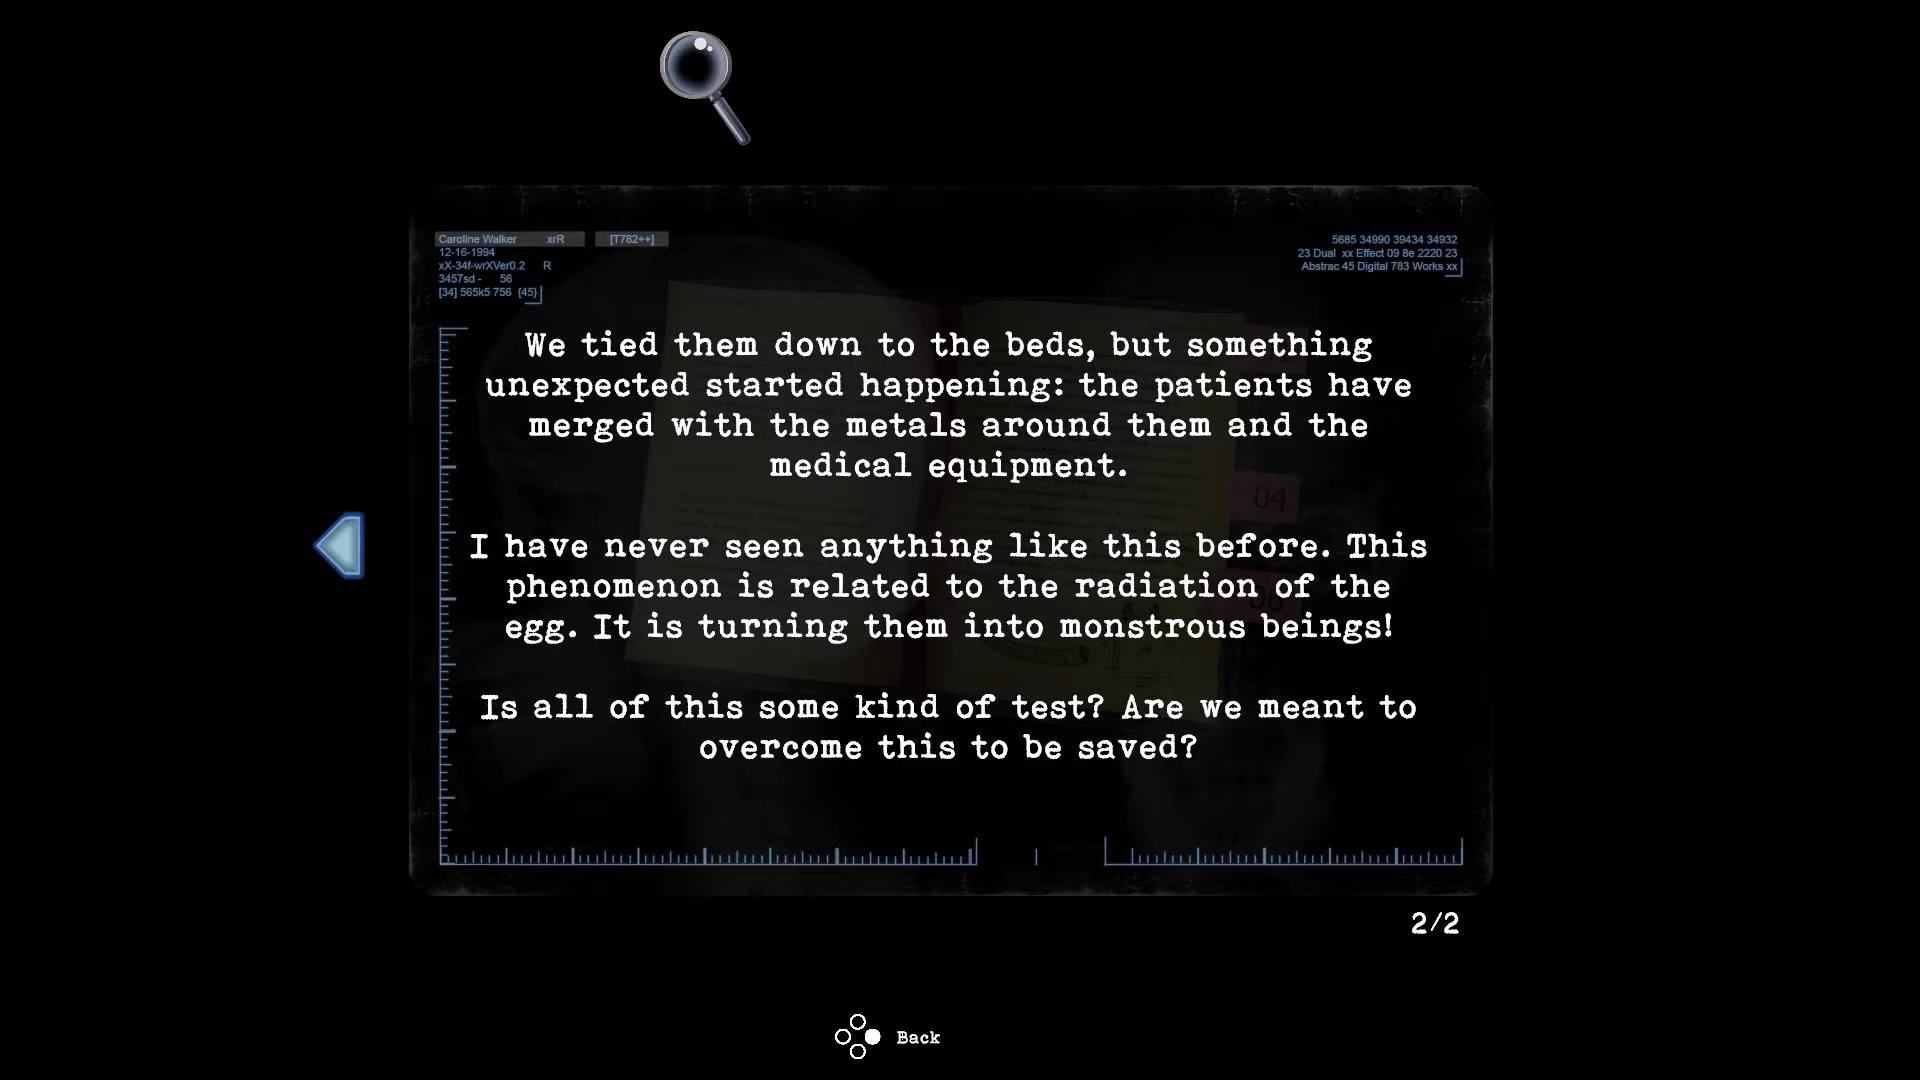 Caroline Walker xrR [T782++]
12-16-1994
xX-34f-wrXVer0.2 R
3457sd - 56
[34] 565k5 756 {45}
5685 34990 39434 34932
23 Dual xx Effect 09 8e 2220 23
Abstrac 45 Digital 783 Works xx
We tied them down to the beds, but something
unexpected started happening: the patients have
merged with the metals around them and the
medical equipment.
I have never seen anything like this before. This
phenomenon is related to the radiation of the
egg. It is turning them into monstrous beings!
Is all of this some kind of test? Are we meant to
overcome this to be saved?
04
06
2/2
Back